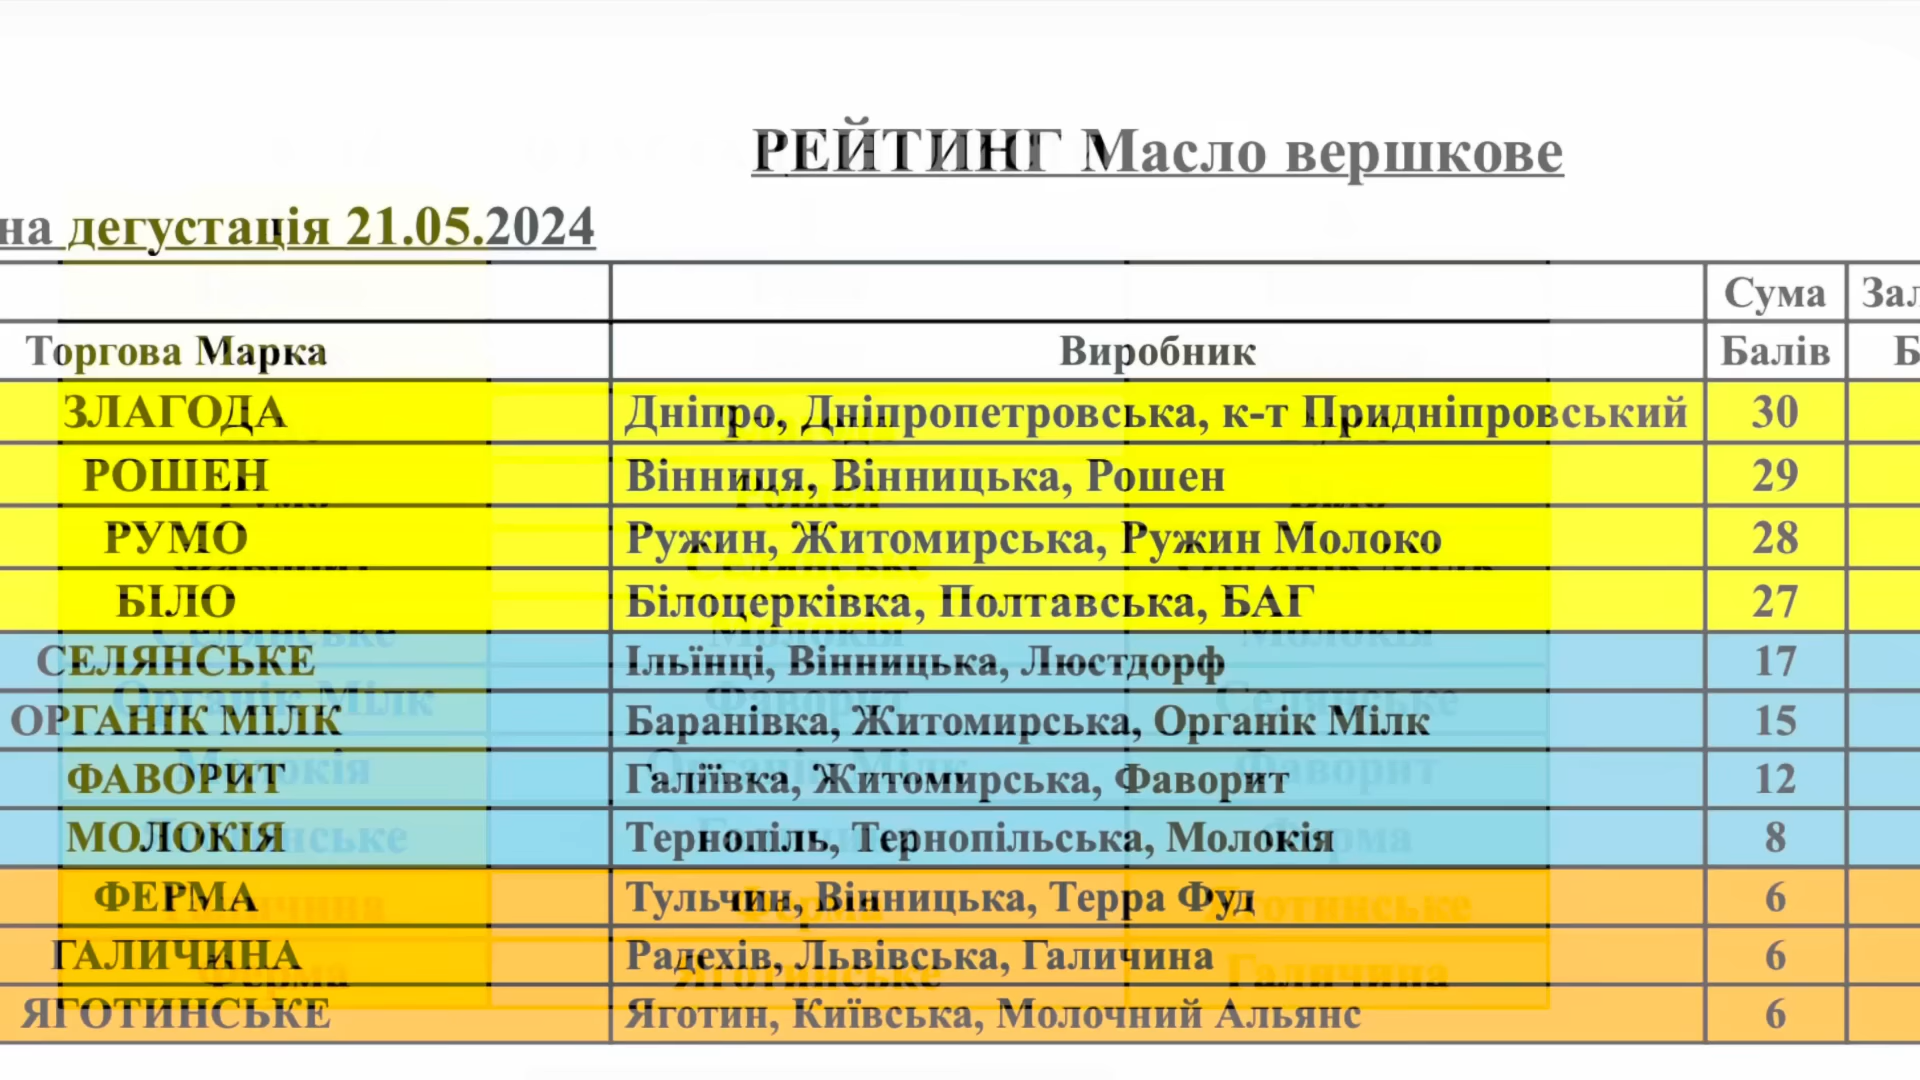 РЕЙТИНГ Масло вершкове
на дегустація 21.05.2024
Сума Зал
Торгова Марка Виробник Балів Б
ЗЛАГОДА Дніпро, Дніпропетровська, к-т Придніпровський 30
РОШЕН Вінниця, Вінницька, Рошен 29
РУМО Ружин, Житомирська, Ружин Молоко 28
БІЛО Білоцерківка, Полтавська, БАГ 27
СЕЛЯНСЬКЕ Ільїнці, Вінницька, Люстдорф 17
ОРГАНІК МІЛК Баранівка, Житомирська, Органік Мілк 15
ФАВОРИТ Галіївка, Житомирська, Фаворит 12
МОЛОКІЯ Тернопіль, Тернопільська, Молокія 8
ФЕРМА Тульчин, Вінницька, Терра Фуд 6
ГАЛИЧИНА Радехів, Львівська, Галичина 6
ЯГОТИНСЬКЕ Яготин, Київська, Молочний Альянс 6